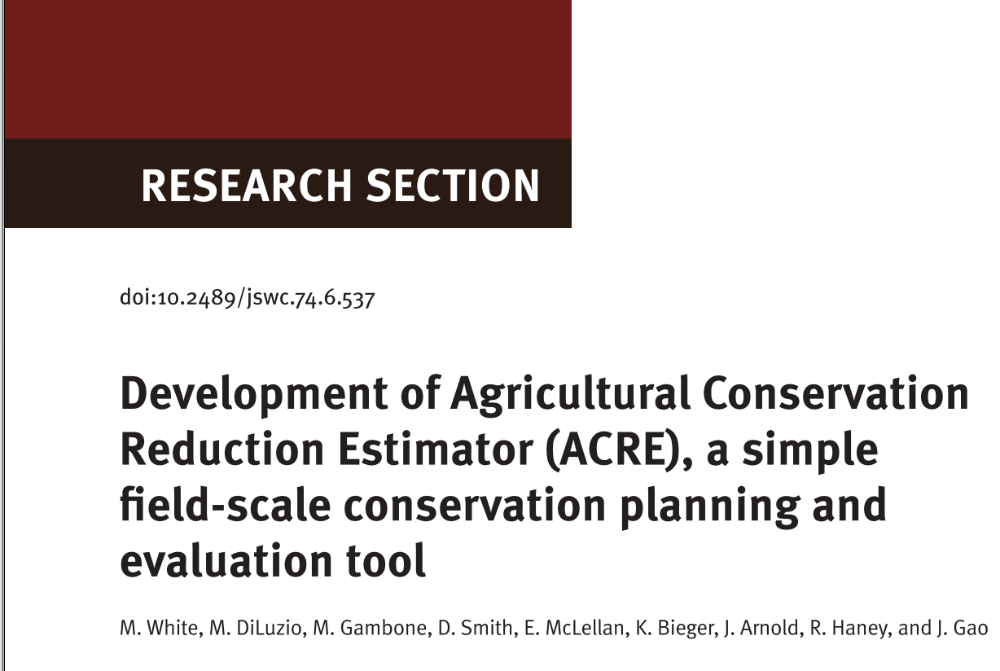 RESEARCH SECTION
doi:10.2489/jswc.74.6.537
Development of Agricultural Conservation
Reduction Estimator (ACRE), a simple
field-scale conservation planning and
evaluation tool
M. White, M. DiLuzio, M. Gambone, D. Smith, E. McLellan, K. Bieger, J. Arnold, R. Haney, and J. Gao